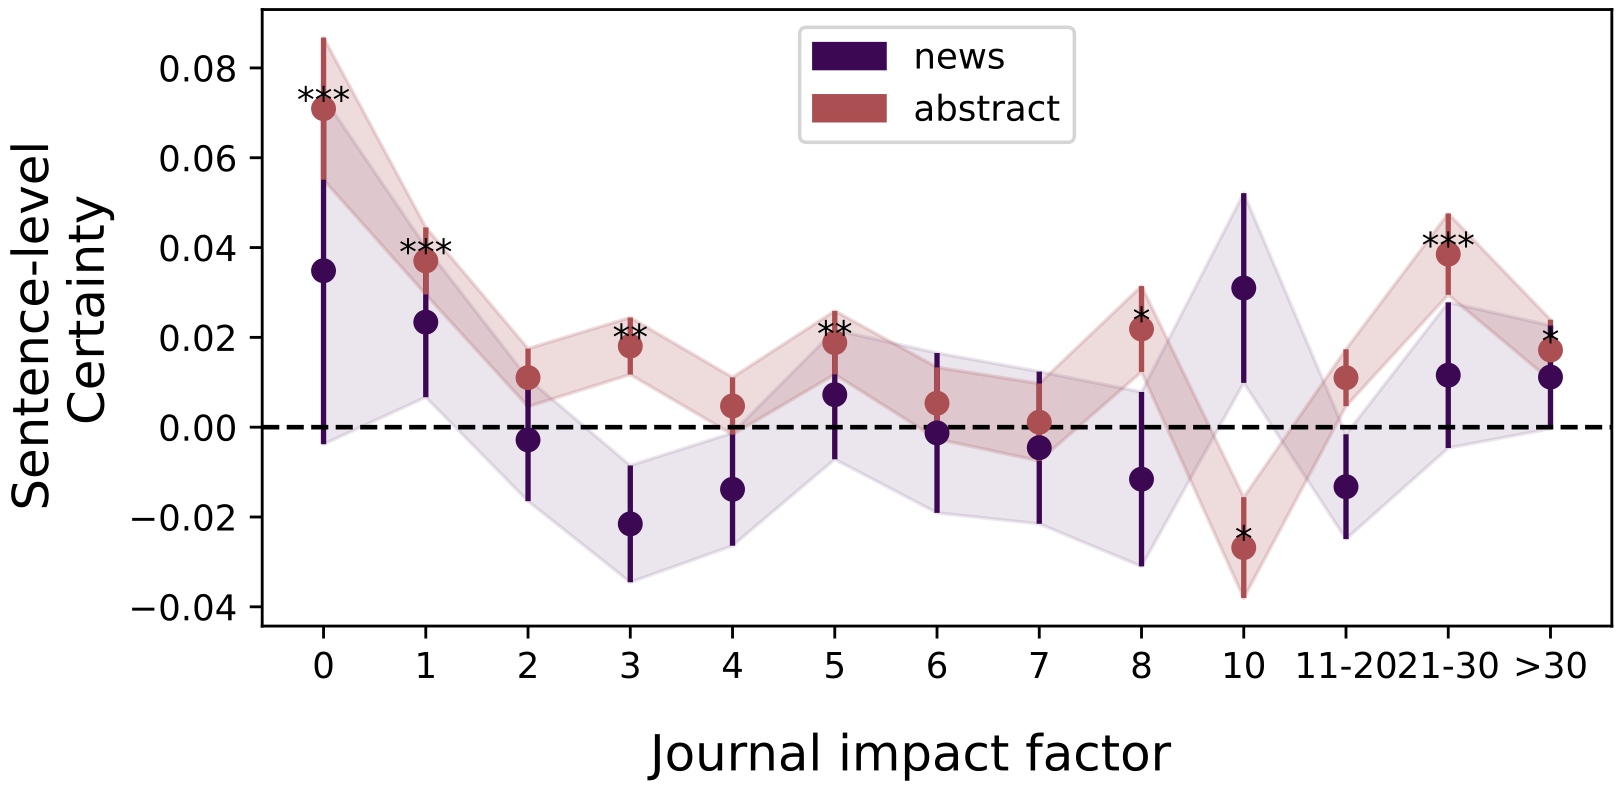 news
abstract
Sentence-level
Certainty
0.08
0.06
0.04
0.02
0.00
−0.02
−0.04
***
***
**
**
*
*
***
*
0 1 2 3 4 5 6 7 8 10 11-20 21-30 >30
Journal impact factor